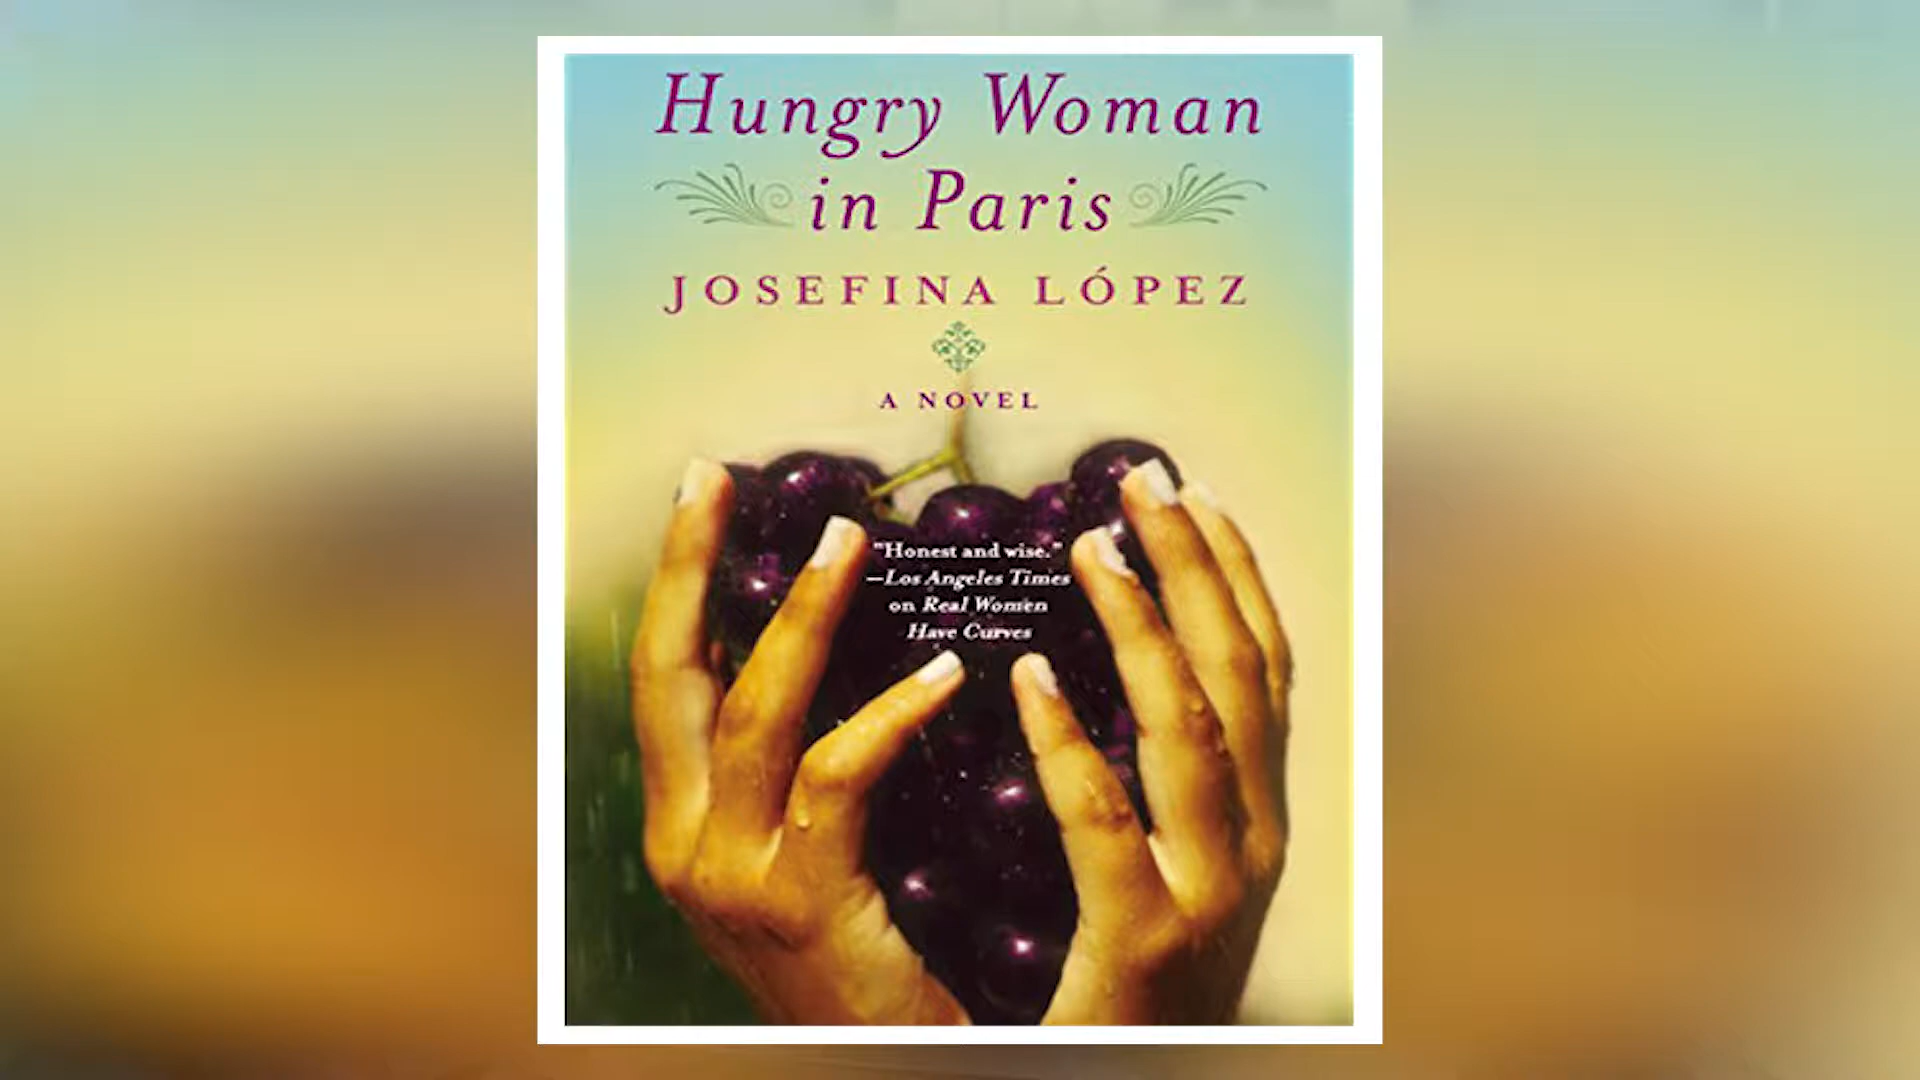 Hungry Woman
in Paris
JOSEFINA LÓPEZ
A NOVEL
"Honest and wise."
—Los Angeles Times
on Real Women
Have Curves